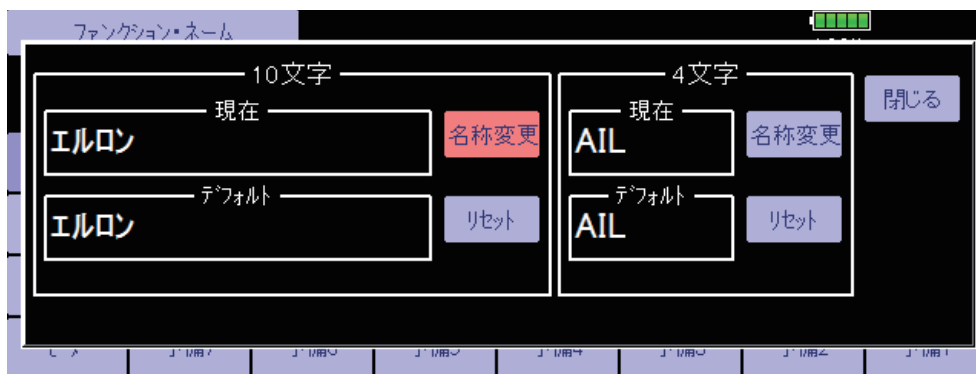 ファンクション・ネーム
10文字
現在
エルロン
名称変更
デフォルト
エルロン
リセット
4文字
現在
AIL
名称変更
デフォルト
AIL
リセット
閉じる